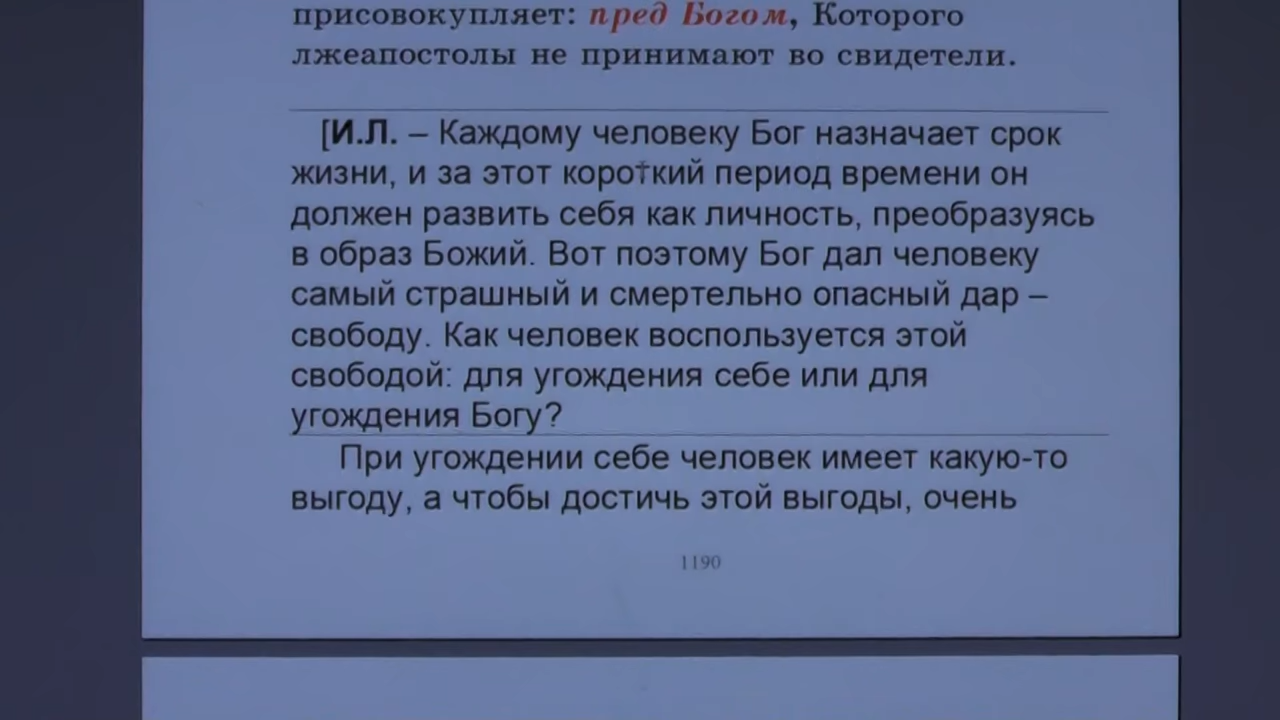 присовокупляет: пред Богом, Которого
лжеапостолы не принимают во свидетели.
[И.Л. – Каждому человеку Бог назначает срок
жизни, и за этот короткий период времени он
должен развить себя как личность, преобразуясь
в образ Божий. Вот поэтому Бог дал человеку
самый страшный и смертельно опасный дар –
свободу. Как человек воспользуется этой
свободой: для угождения себе или для
угождения Богу?
При угождении себе человек имеет какую-то
выгоду, а чтобы достичь этой выгоды, очень
1190